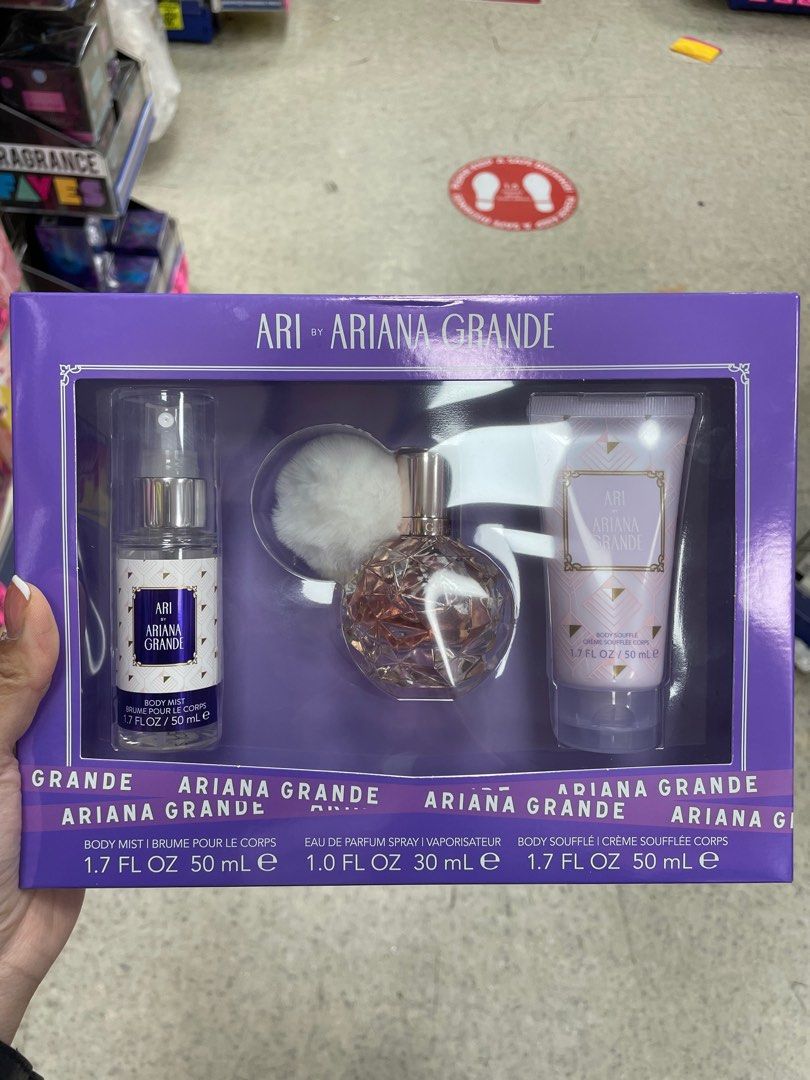 FRAGRANCE
FAVES
ARI BY ARIANA GRANDE
ARI
BY
ARIANA
GRANDE
BODY MIST
BRUME POUR LE CORPS
1.7 FL OZ / 50 mL e
ARI
BY
ARIANA
GRANDE
BODY SOUFFLÉ
CRÈME SOUFFLÉE CORPS
1.7 FL OZ / 50 mL e
GRANDE ARIANA GRANDE ARIANA GRANDE
ARIANA GRANDE ARIANA GRANDE ARIANA G
BODY MIST | BRUME POUR LE CORPS
1.7 FL OZ 50 mL e
EAU DE PARFUM SPRAY | VAPORISATEUR
1.0 FL OZ 30 mL e
BODY SOUFFLÉ | CRÈME SOUFFLÉE CORPS
1.7 FL OZ 50 mL e